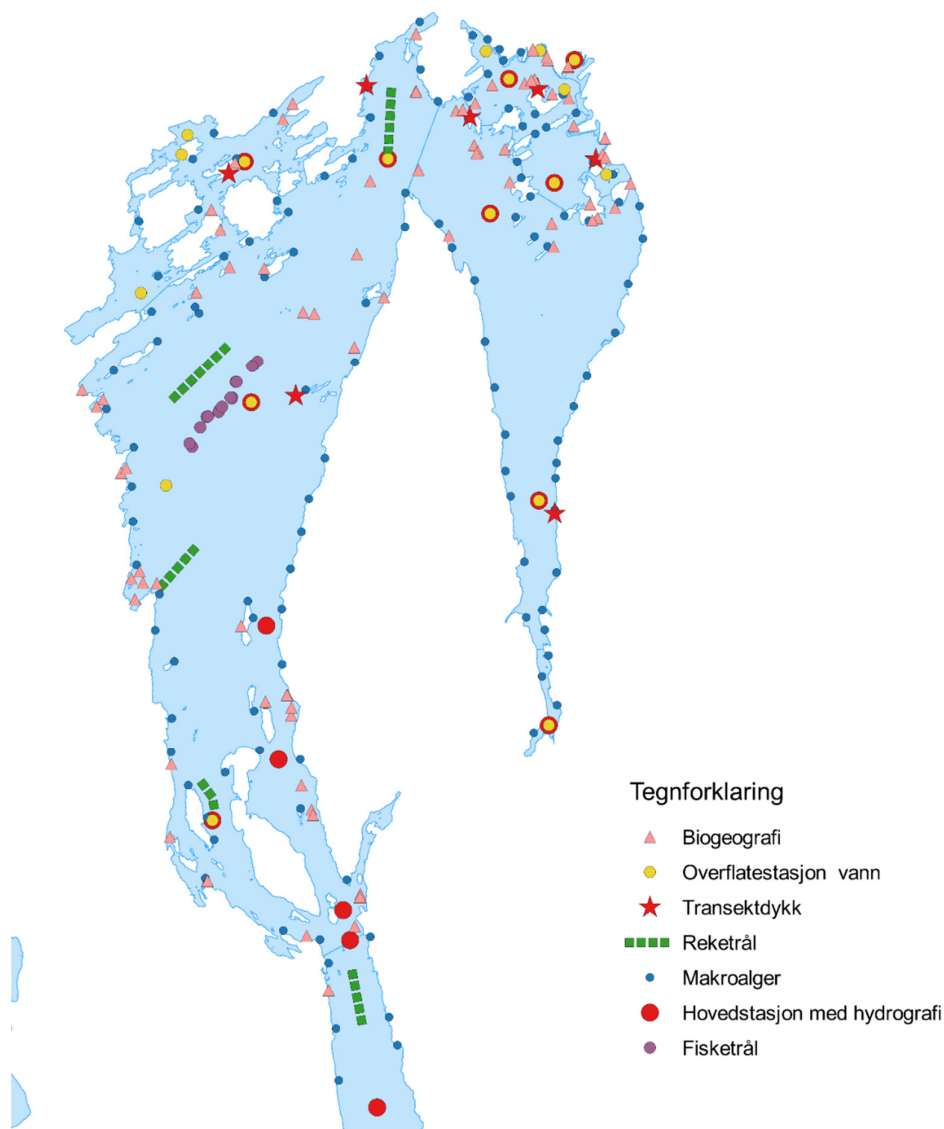 Tegnforklaring
Biogeografi
Overflatestasjon vann
Transektdykk
Reketrål
Makroalger
Hovedstasjon med hydrografi
Fisketrål